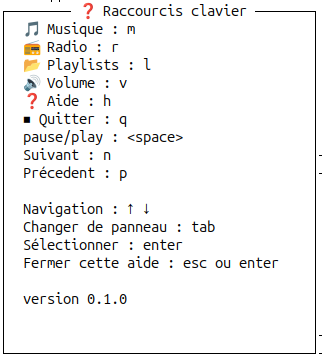 ❓ Raccourcis clavier
🎵 Musique : m
📻 Radio : r
📂 Playlists : l
🔊 Volume : v
❓ Aide : h
⏹ Quitter : q
pause/play : <space>
Suivant : n
Précedent : p
Navigation : ↑ ↓
Changer de panneau : tab
Sélectionner : enter
Fermer cette aide : esc ou enter
version 0.1.0